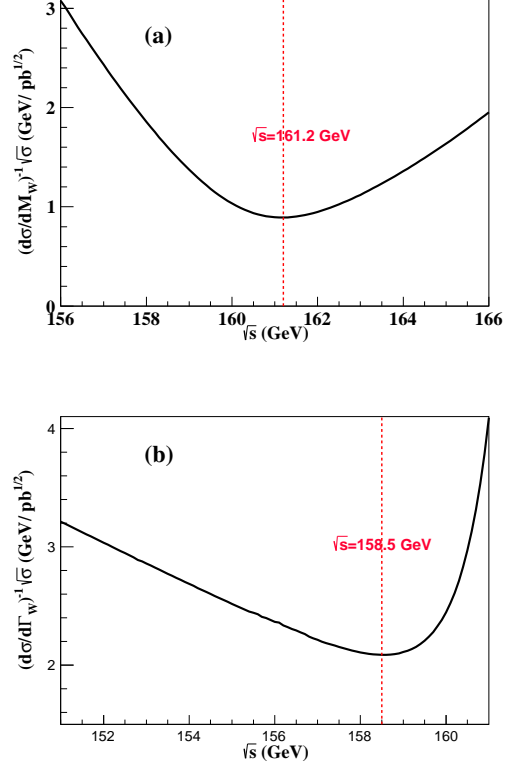 (a)
3
2
1
0
(dσ/dM_W)^-1 √σ (GeV/ pb^1/2)
√s=161.2 GeV
156 158 160 162 164 166
√s (GeV)
(b)
4
3
2
(dσ/dΓ_W)^-1 √σ (GeV/ pb^1/2)
√s=158.5 GeV
152 154 156 158 160
√s (GeV)